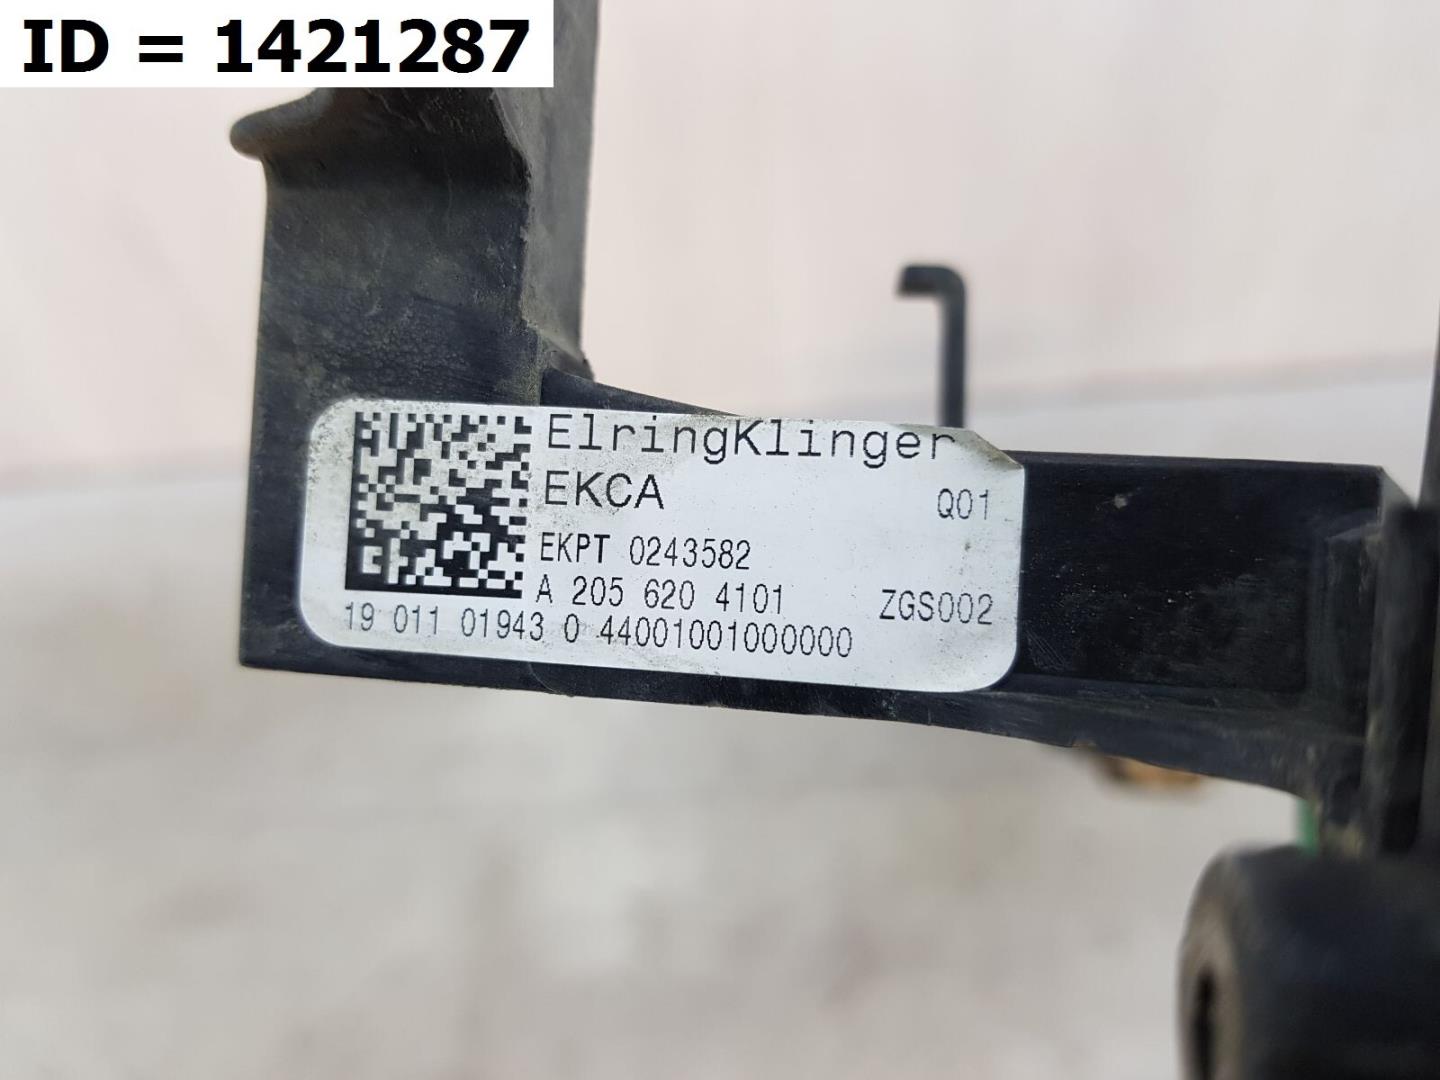 ID = 1421287
ElringKlinger
EKCA Q01
EKPT 0243582
A 205 620 4101 ZGS002
19 011 01943 0 44001001000000